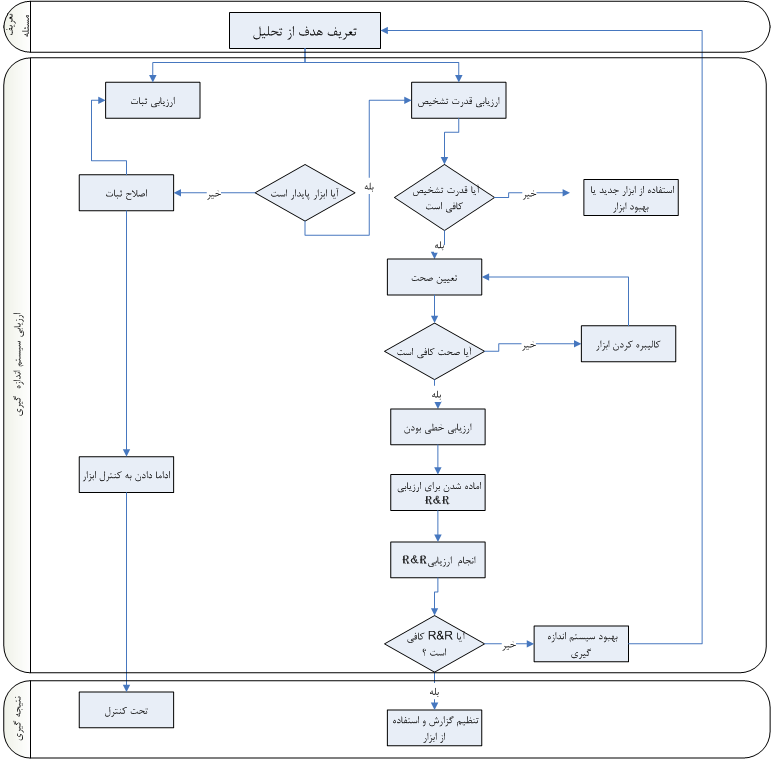 تعریف
مسئله
تعریف هدف از تحلیل
ارزیابی سیستم اندازه گیری
ارزیابی قدرت تشخیص
ارزیابی ثبات
استفاده از ابزار جدید یا
بهبود ابزار
خیر
آیا قدرت تشخیص
کافی است
بله
آیا ابزار پایدار است
خیر
اصلاح ثبات
بله
تعیین صحت
کالیبره کردن ابزار
خیر
آیا صحت کافی است
بله
ارزیابی خطی بودن
اماده شدن برای ارزیابی
R&R
اداما دادن به کنترل ابزار
انجام ارزیابی R&R
بهبود سیستم اندازه
گیری
خیر
آیا R&R کافی
است ؟
بله
نتیجه گیری
تنظیم گزارش و استفاده
از ابزار
تحت کنترل